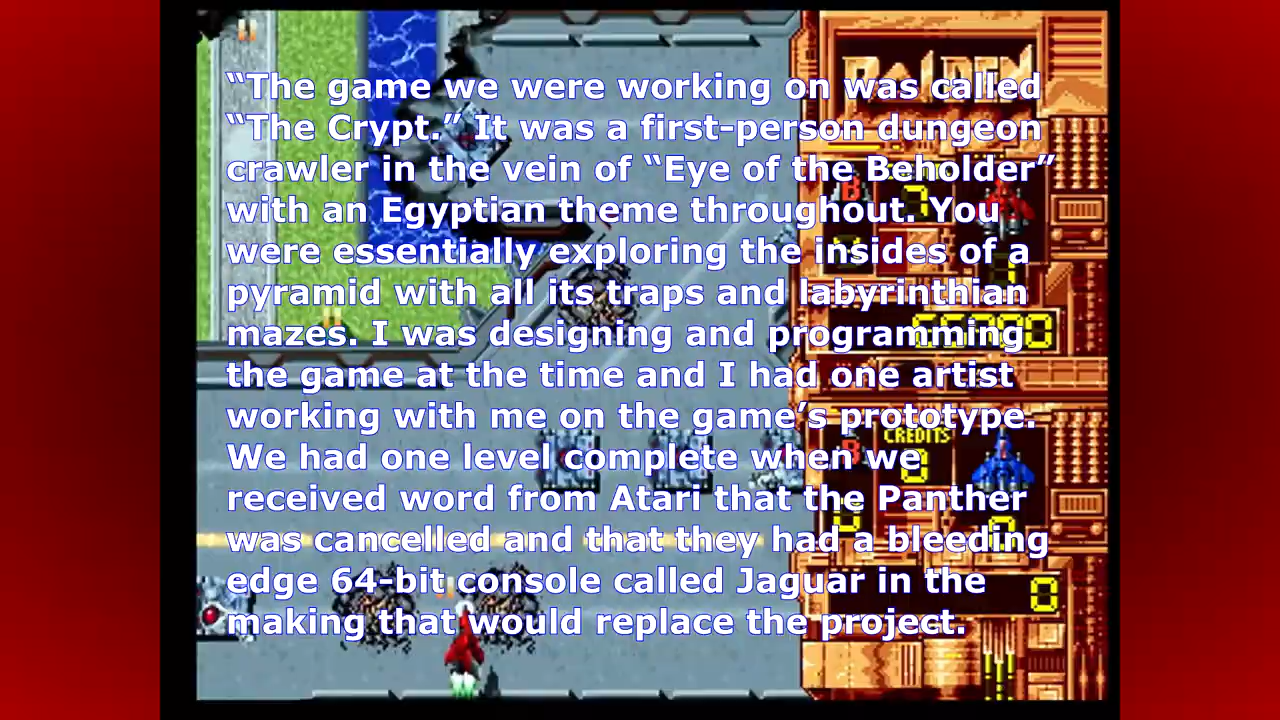 RAIDEN
“The game we were working on was called
“The Crypt.” It was a first-person dungeon
crawler in the vein of “Eye of the Beholder”
with an Egyptian theme throughout. You
were essentially exploring the insides of a
pyramid with all its traps and labyrinthian
mazes. I was designing and programming
the game at the time and I had one artist
working with me on the game’s prototype.
CREDITS
0
We had one level complete when we
received word from Atari that the Panther
was cancelled and that they had a bleeding
edge 64-bit console called Jaguar in the
0
making that would replace the project.